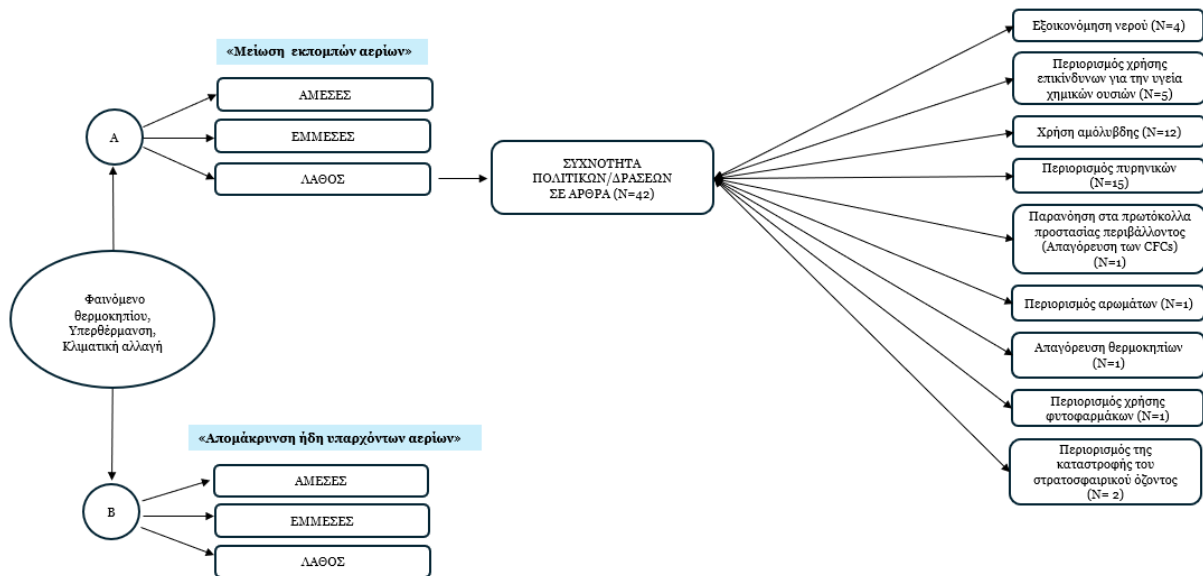 «Μείωση εκπομπών αερίων»
ΑΜΕΣΕΣ
Α
ΕΜΜΕΣΕΣ
ΛΑΘΟΣ
Φαινόμενο
θερμοκηπίου,
Υπερθέρμανση,
Κλιματική αλλαγή
«Απομάκρυνση ήδη υπαρχόντων αερίων»
ΑΜΕΣΕΣ
Β
ΕΜΜΕΣΕΣ
ΛΑΘΟΣ
ΣΥΧΝΟΤΗΤΑ
ΠΟΛΙΤΙΚΩΝ/ΔΡΑΣΕΩΝ
ΣΕ ΑΡΘΡΑ (Ν=42)
Εξοικονόμηση νερού (Ν=4)
Περιορισμός χρήσης
επικίνδυνων για την υγεία
χημικών ουσιών (Ν=5)
Χρήση αμόλυβδης (Ν=12)
Περιορισμός πυρηνικών
(Ν=15)
Παρανόηση στα πρωτόκολλα
προστασίας περιβάλλοντος
(Απαγόρευση των CFCs)
(Ν=1)
Περιορισμός αρωμάτων (Ν=1)
Απαγόρευση θερμοκηπίων
(Ν=1)
Περιορισμός χρήσης
φυτοφαρμάκων (Ν=1)
Περιορισμός της
καταστροφής του
στρατοσφαιρικού όζοντος
(Ν= 2)